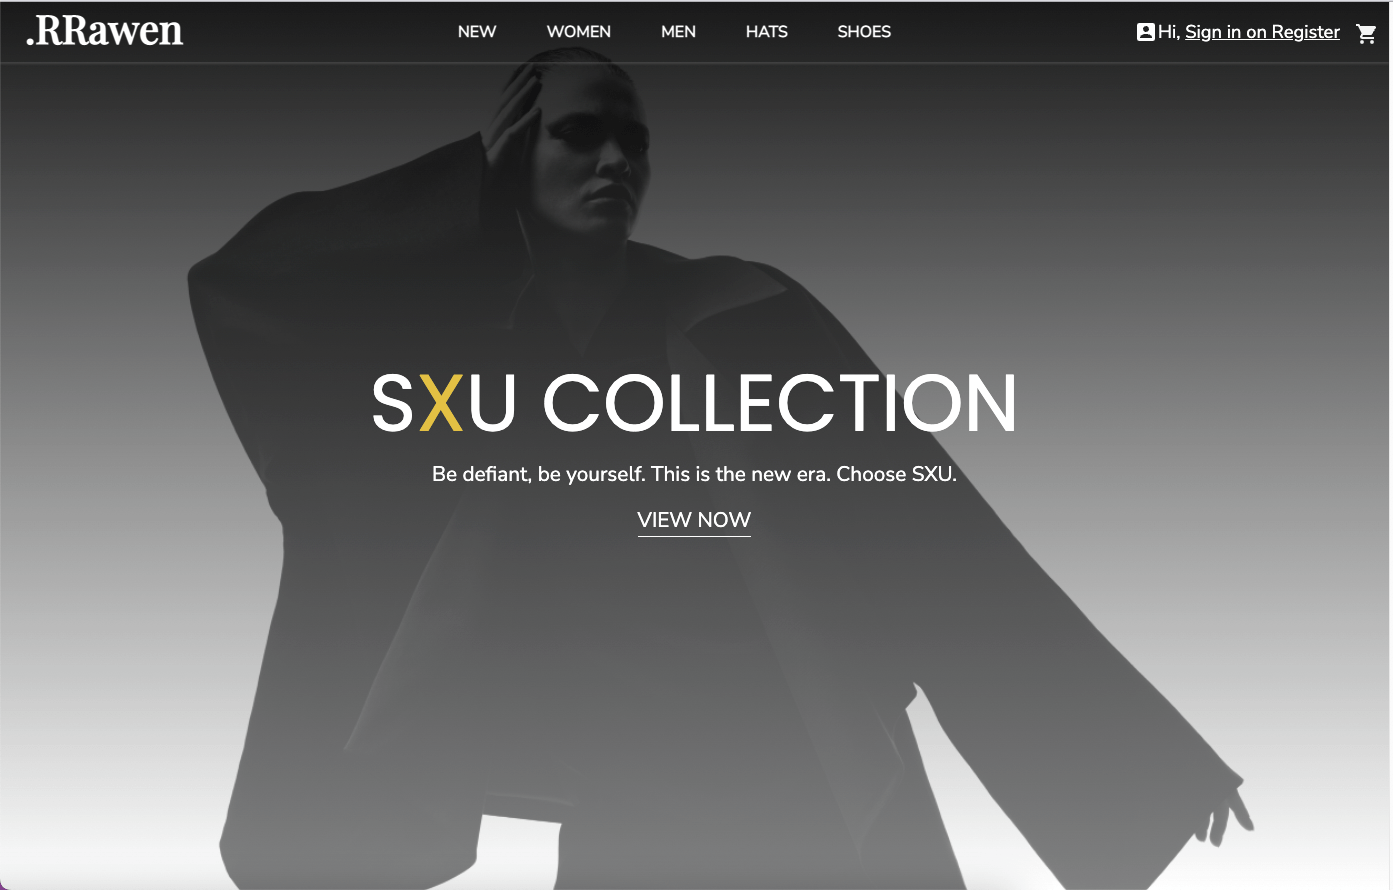 .RRawen
NEW WOMEN MEN HATS SHOES
Hi, Sign in on Register
SXU COLLECTION
Be defiant, be yourself. This is the new era. Choose SXU.
VIEW NOW